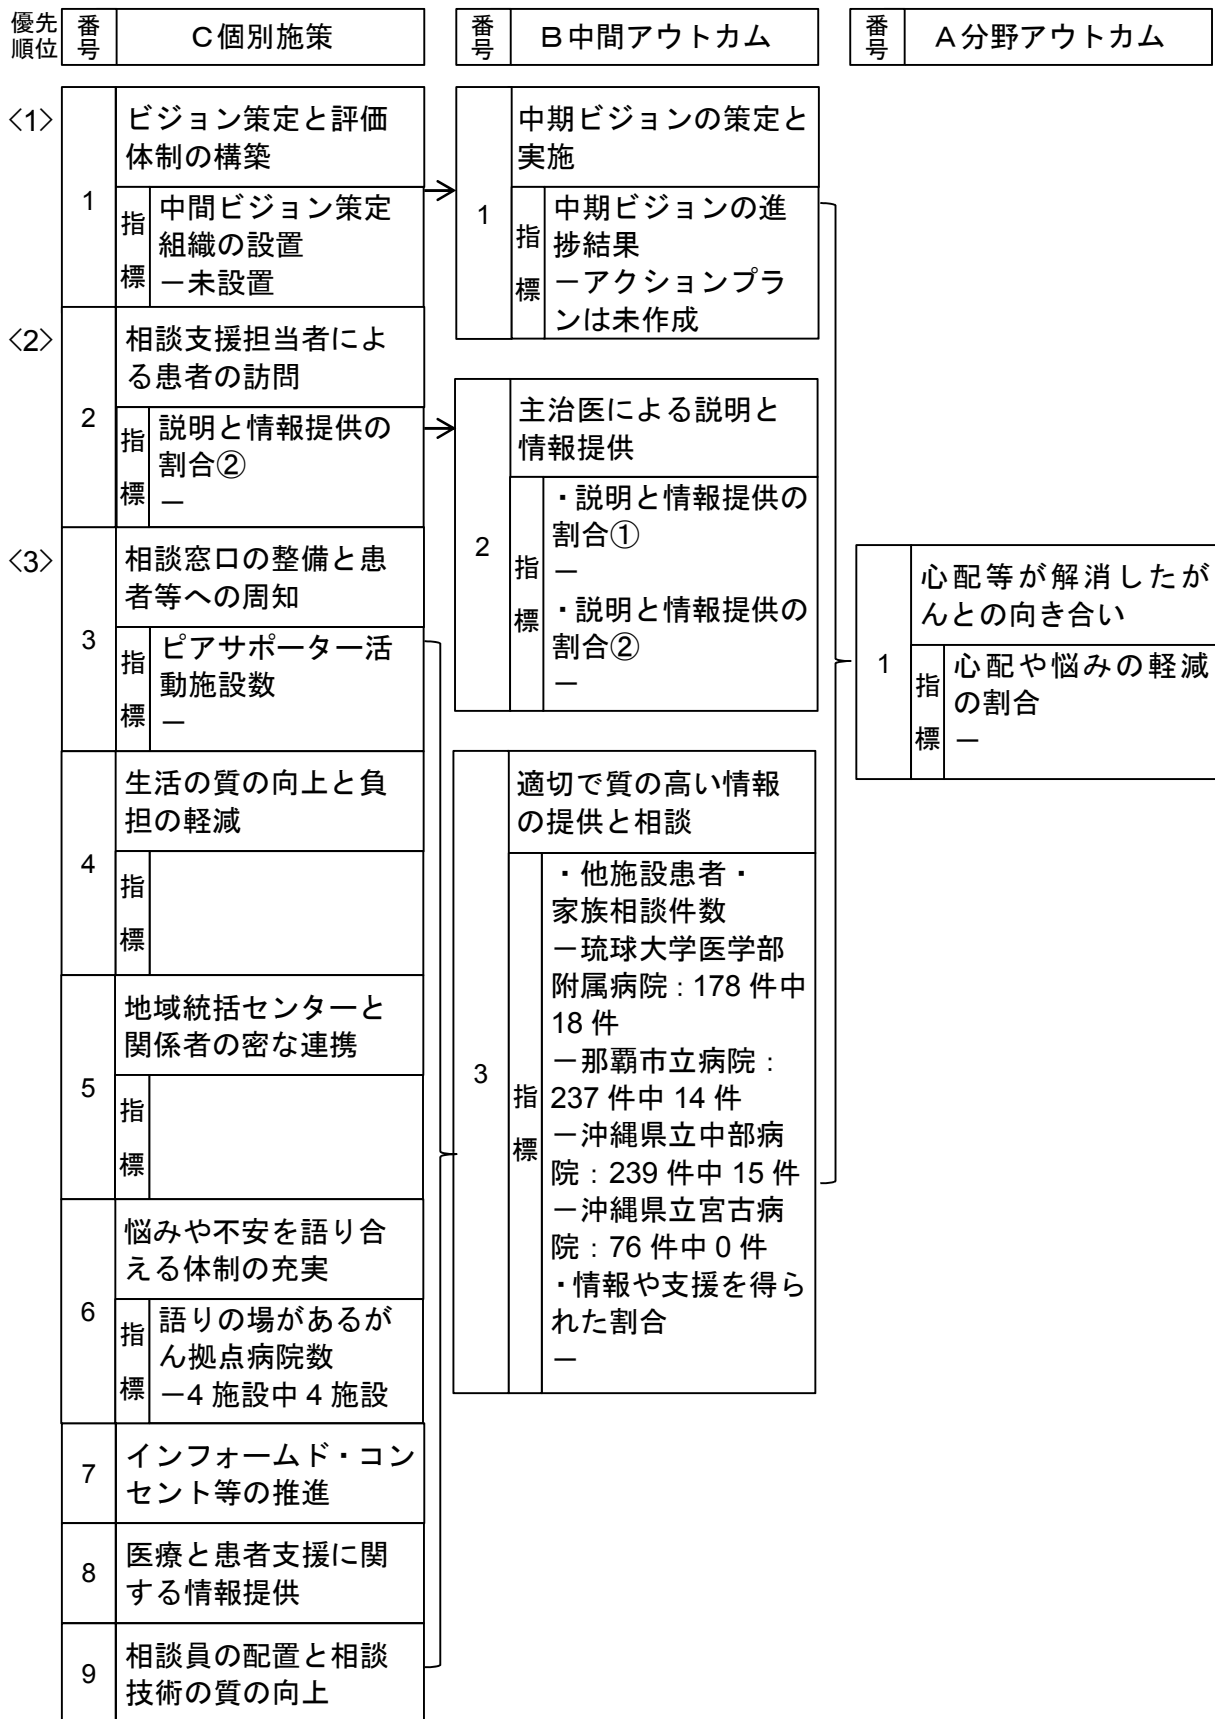 優先
順位
番
号
C個別施策
番
号
B中間アウトカム
番
号
A分野アウトカム
〈1〉
1
ビジョン策定と評価
体制の構築
指
標
中間ビジョン策定
組織の設置
－未設置
〈2〉
2
相談支援担当者によ
る患者の訪問
指
標
説明と情報提供の
割合②
－
〈3〉
3
相談窓口の整備と患
者等への周知
指
標
ピアサポーター活
動施設数
－
4
生活の質の向上と負
担の軽減
指
標
5
地域統括センターと
関係者の密な連携
指
標
6
悩みや不安を語り合
える体制の充実
指
標
語りの場があるが
ん拠点病院数
－4 施設中 4 施設
7
インフォームド・コン
セント等の推進
8
医療と患者支援に関
する情報提供
9
相談員の配置と相談
技術の質の向上
1
中期ビジョンの策定と
実施
指
標
中期ビジョンの進
捗結果
－アクションプラ
ンは未作成
2
主治医による説明と
情報提供
指
標
・説明と情報提供の
割合①
－
・説明と情報提供の
割合②
－
3
適切で質の高い情報
の提供と相談
指
標
・他施設患者・
家族相談件数
－琉球大学医学部
附属病院：178 件中
18 件
－那覇市立病院：
237 件中 14 件
－沖縄県立中部病
院：239 件中 15 件
－沖縄県立宮古病
院：76 件中 0 件
・情報や支援を得ら
れた割合
－
1
心配等が解消したが
んとの向き合い
指
標
心配や悩みの軽減
の割合
－